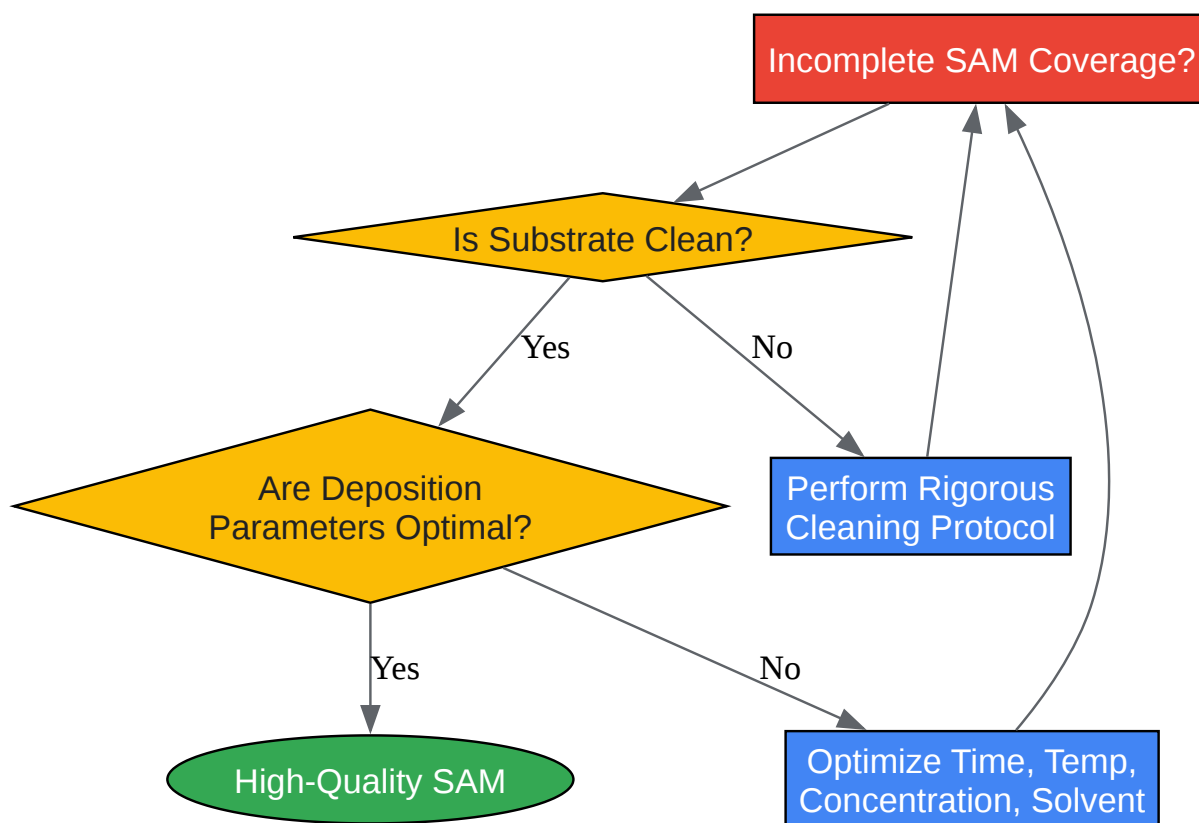 Incomplete SAM Coverage?
Is Substrate Clean?
Yes
No
Are Deposition
Parameters Optimal?
Perform Rigorous
Cleaning Protocol
Yes
No
High-Quality SAM
Optimize Time, Temp,
Concentration, Solvent